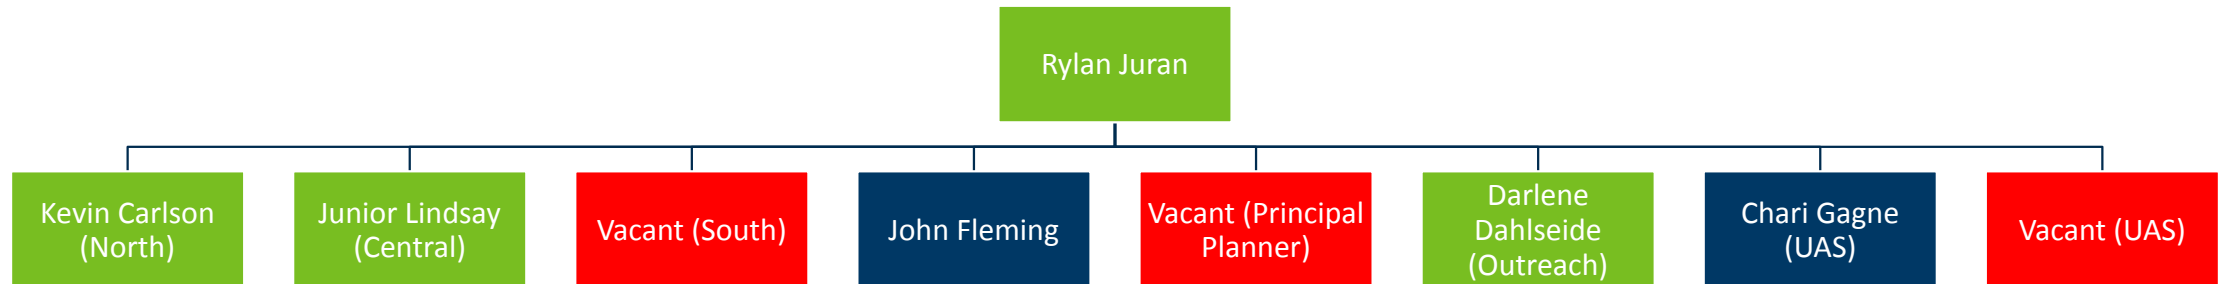 Rylan Juran
Kevin Carlson
(North)
Junior Lindsay
(Central)
Vacant (South)
John Fleming
Vacant (Principal
Planner)
Darlene
Dahlseide
(Outreach)
Chari Gagne
(UAS)
Vacant (UAS)